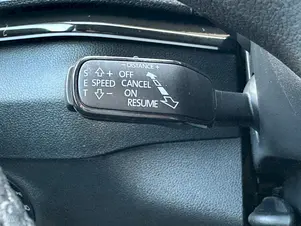 - DISTANCE +
S + OFF
E SPEED CANCEL
T - ON
RESUME